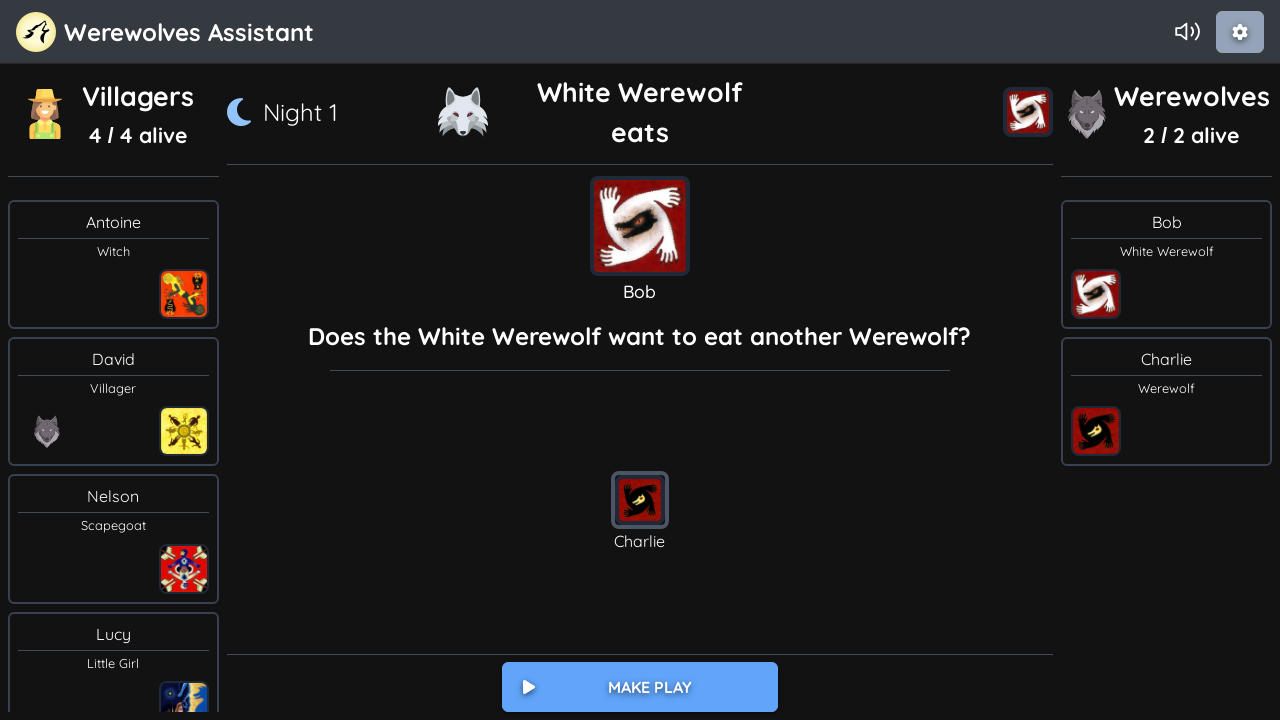 Werewolves Assistant
Villagers
4 / 4 alive
Night 1
White Werewolf
eats
Werewolves
2 / 2 alive
Antoine
Witch
David
Villager
Nelson
Scapegoat
Lucy
Little Girl
Bob
Does the White Werewolf want to eat another Werewolf?
Charlie
MAKE PLAY
Bob
White Werewolf
Charlie
Werewolf